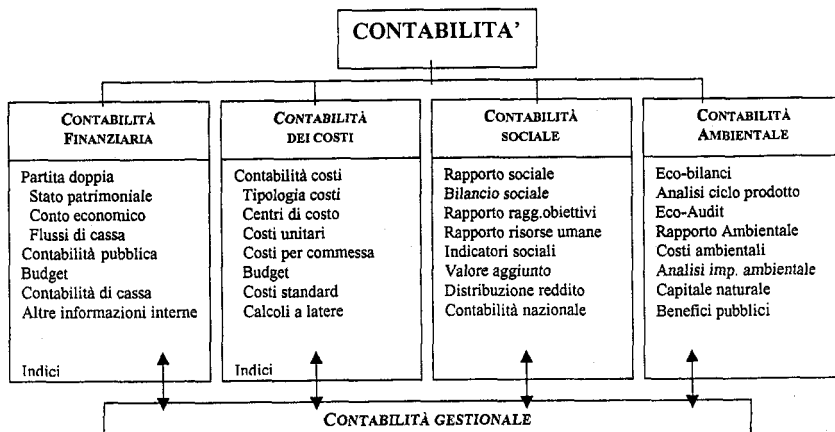 CONTABILITA'
CONTABILITÀ
FINANZIARIA
Partita doppia
Stato patrimoniale
Conto economico
Flussi di cassa
Contabilità pubblica
Budget
Contabilità di cassa
Altre informazioni interne
Indici
CONTABILITÀ
DEI COSTI
Contabilità costi
Tipologia costi
Centri di costo
Costi unitari
Costi per commessa
Budget
Costi standard
Calcoli a latere
Indici
CONTABILITÀ
SOCIALE
Rapporto sociale
Bilancio sociale
Rapporto ragg.obiettivi
Rapporto risorse umane
Indicatori sociali
Valore aggiunto
Distribuzione reddito
Contabilità nazionale
CONTABILITÀ
AMBIENTALE
Eco-bilanci
Analisi ciclo prodotto
Eco-Audit
Rapporto Ambientale
Costi ambientali
Analisi imp. ambientale
Capitale naturale
Benefici pubblici
CONTABILITÀ GESTIONALE